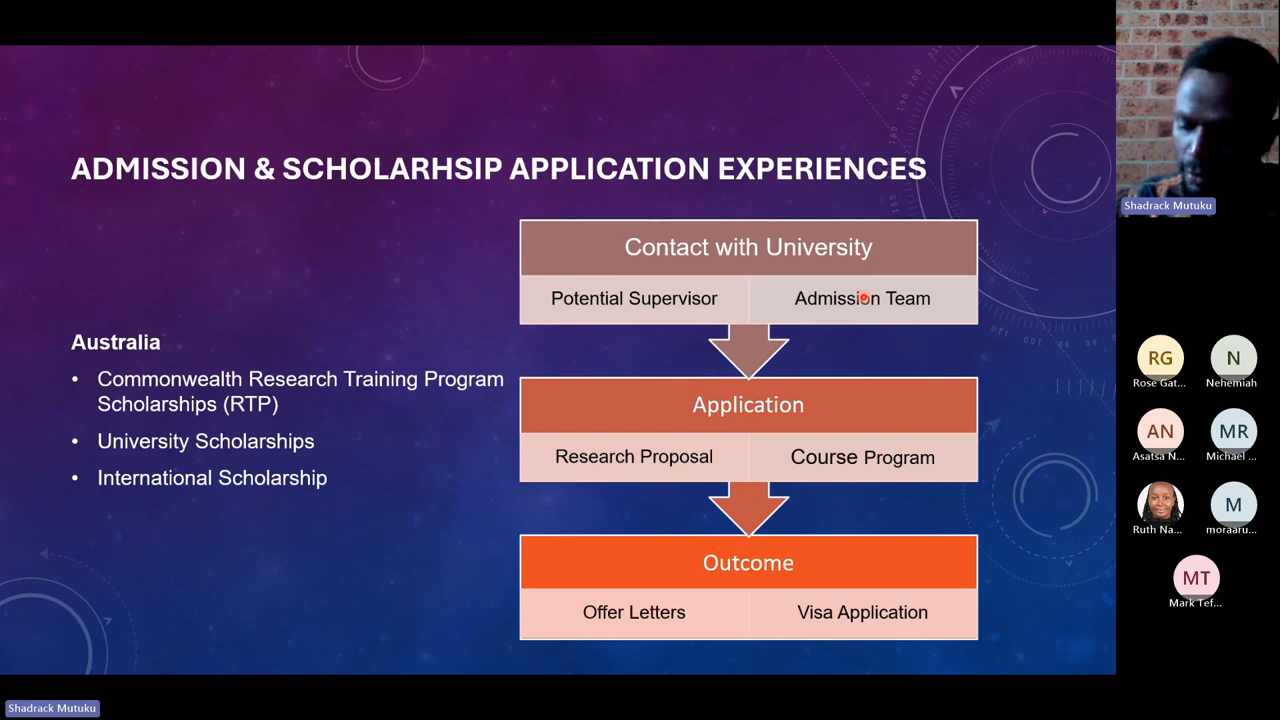 ADMISSION & SCHOLARHSIP APPLICATION EXPERIENCES
Contact with University
Potential Supervisor
Admission Team
Australia
• Commonwealth Research Training Program
Scholarships (RTP)
• University Scholarships
• International Scholarship
Application
Research Proposal
Course Program
Outcome
Offer Letters
Visa Application
Shadrack Mutuku
RG
Rose Gat...
N
Nehemiah
AN
Asatsa N...
MR
Michael ...
Ruth Na...
M
moraaru...
MT
Mark Tef...
Shadrack Mutuku
200
190